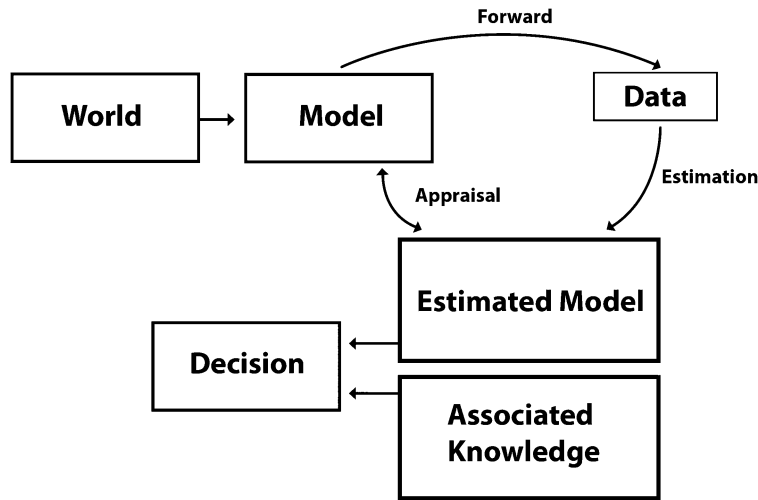 Forward
World
Model
Data
Estimation
Appraisal
Estimated Model
Decision
Associated
Knowledge